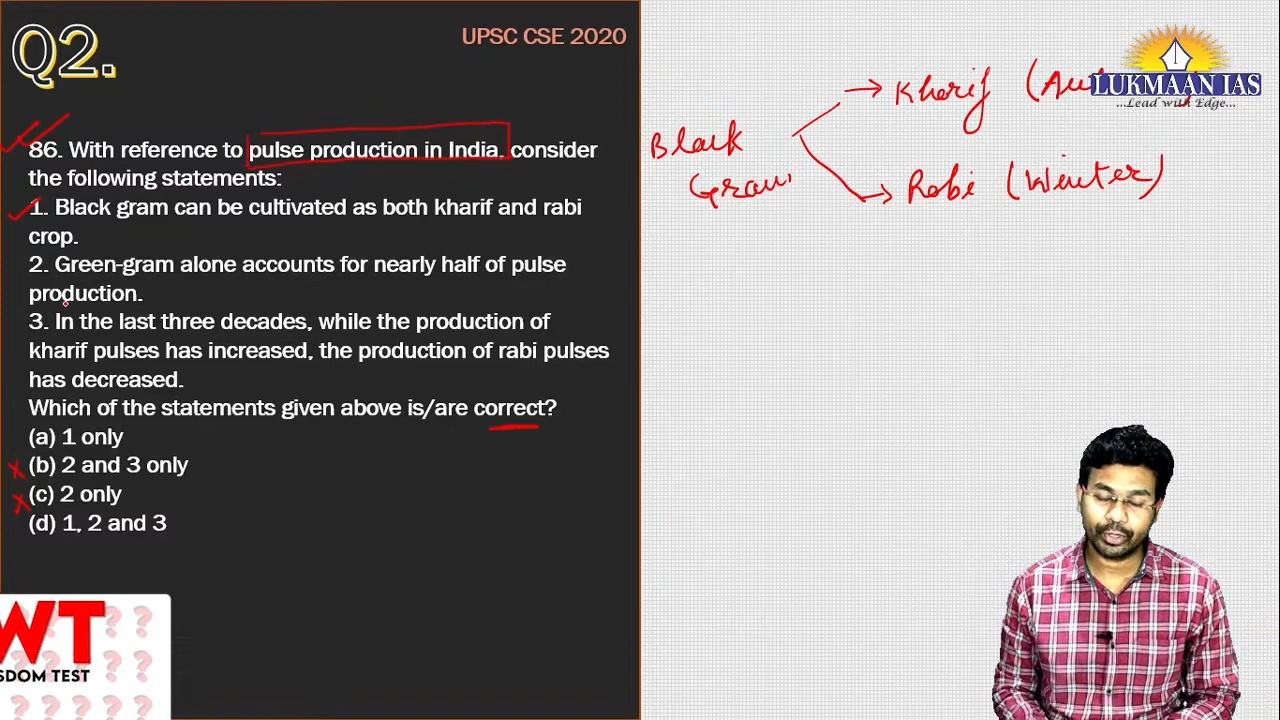 Q2.
UPSC CSE 2020
86. With reference to pulse production in India, consider
the following statements:
1. Black gram can be cultivated as both kharif and rabi
crop.
2. Green-gram alone accounts for nearly half of pulse
production.
3. In the last three decades, while the production of
kharif pulses has increased, the production of rabi pulses
has decreased.
Which of the statements given above is/are correct?
(a) 1 only
(b) 2 and 3 only
(c) 2 only
(d) 1, 2 and 3
WT
SDOM TEST
Black
Gram
Kharif
Rabi (Winter)
LUKMAAN IAS
...Lead with Edge...